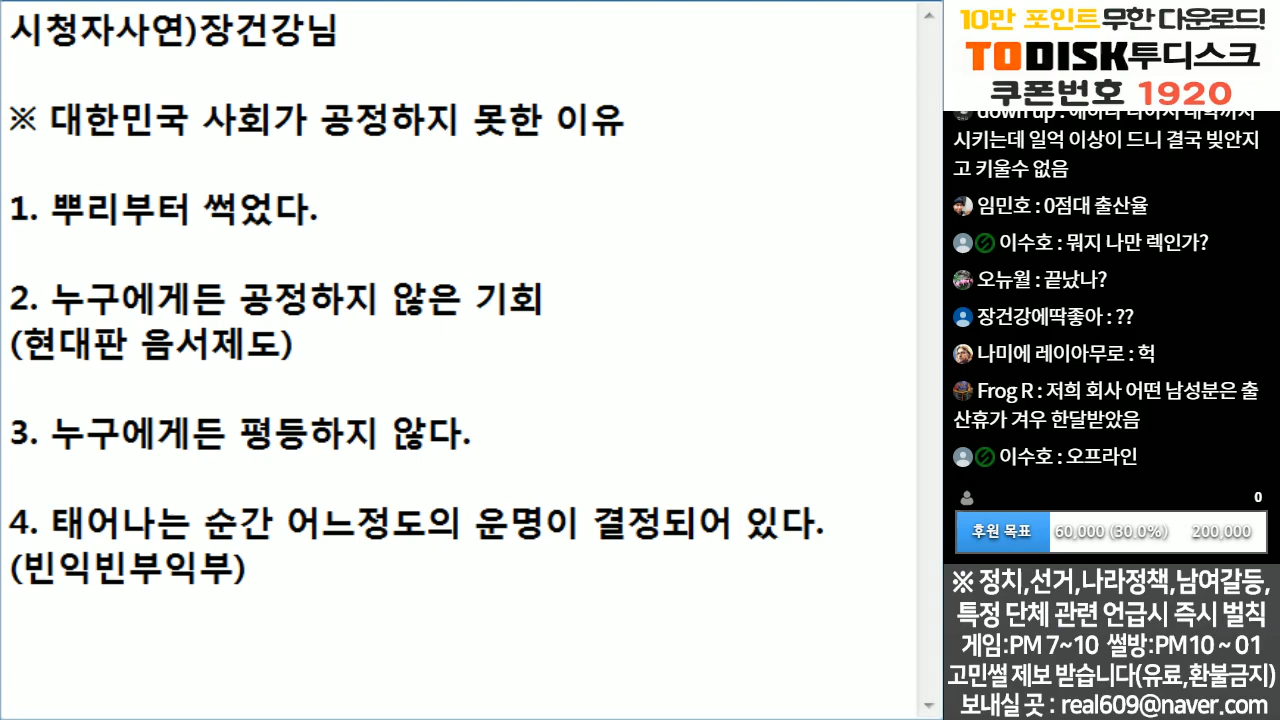 시청자사연)장건강님
※ 대한민국 사회가 공정하지 못한 이유
1. 뿌리부터 썩었다.
2. 누구에게든 공정하지 않은 기회
(현대판 음서제도)
3. 누구에게든 평등하지 않다.
4. 태어나는 순간 어느정도의 운명이 결정되어 있다.
(빈익빈부익부)
10만 포인트무한 다운로드!
TODISK투디스크
쿠폰번호 1920
down up :
시키는데 일억 이상이 드니 결국 빚안지
고 키울수 없음
임민호 : 0점대 출산율
이수호 : 뭐지 나만 렉인가?
오뉴월 : 끝났나?
장건강에딱좋아 : ??
나미에 레이아무로 : 헉
Frog R : 저희 회사 어떤 남성분은 출
산휴가 겨우 한달받았음
이수호 : 오프라인
0
후원 목표 60,000 (30.0%) 200,000
※ 정치,선거,나라정책,남여갈등,
특정 단체 관련 언급시 즉시 벌칙
게임:PM 7~10 썰방:PM10 ~ 01
고민썰 제보 받습니다(유료,환불금지)
보내실 곳 : real609@naver.com